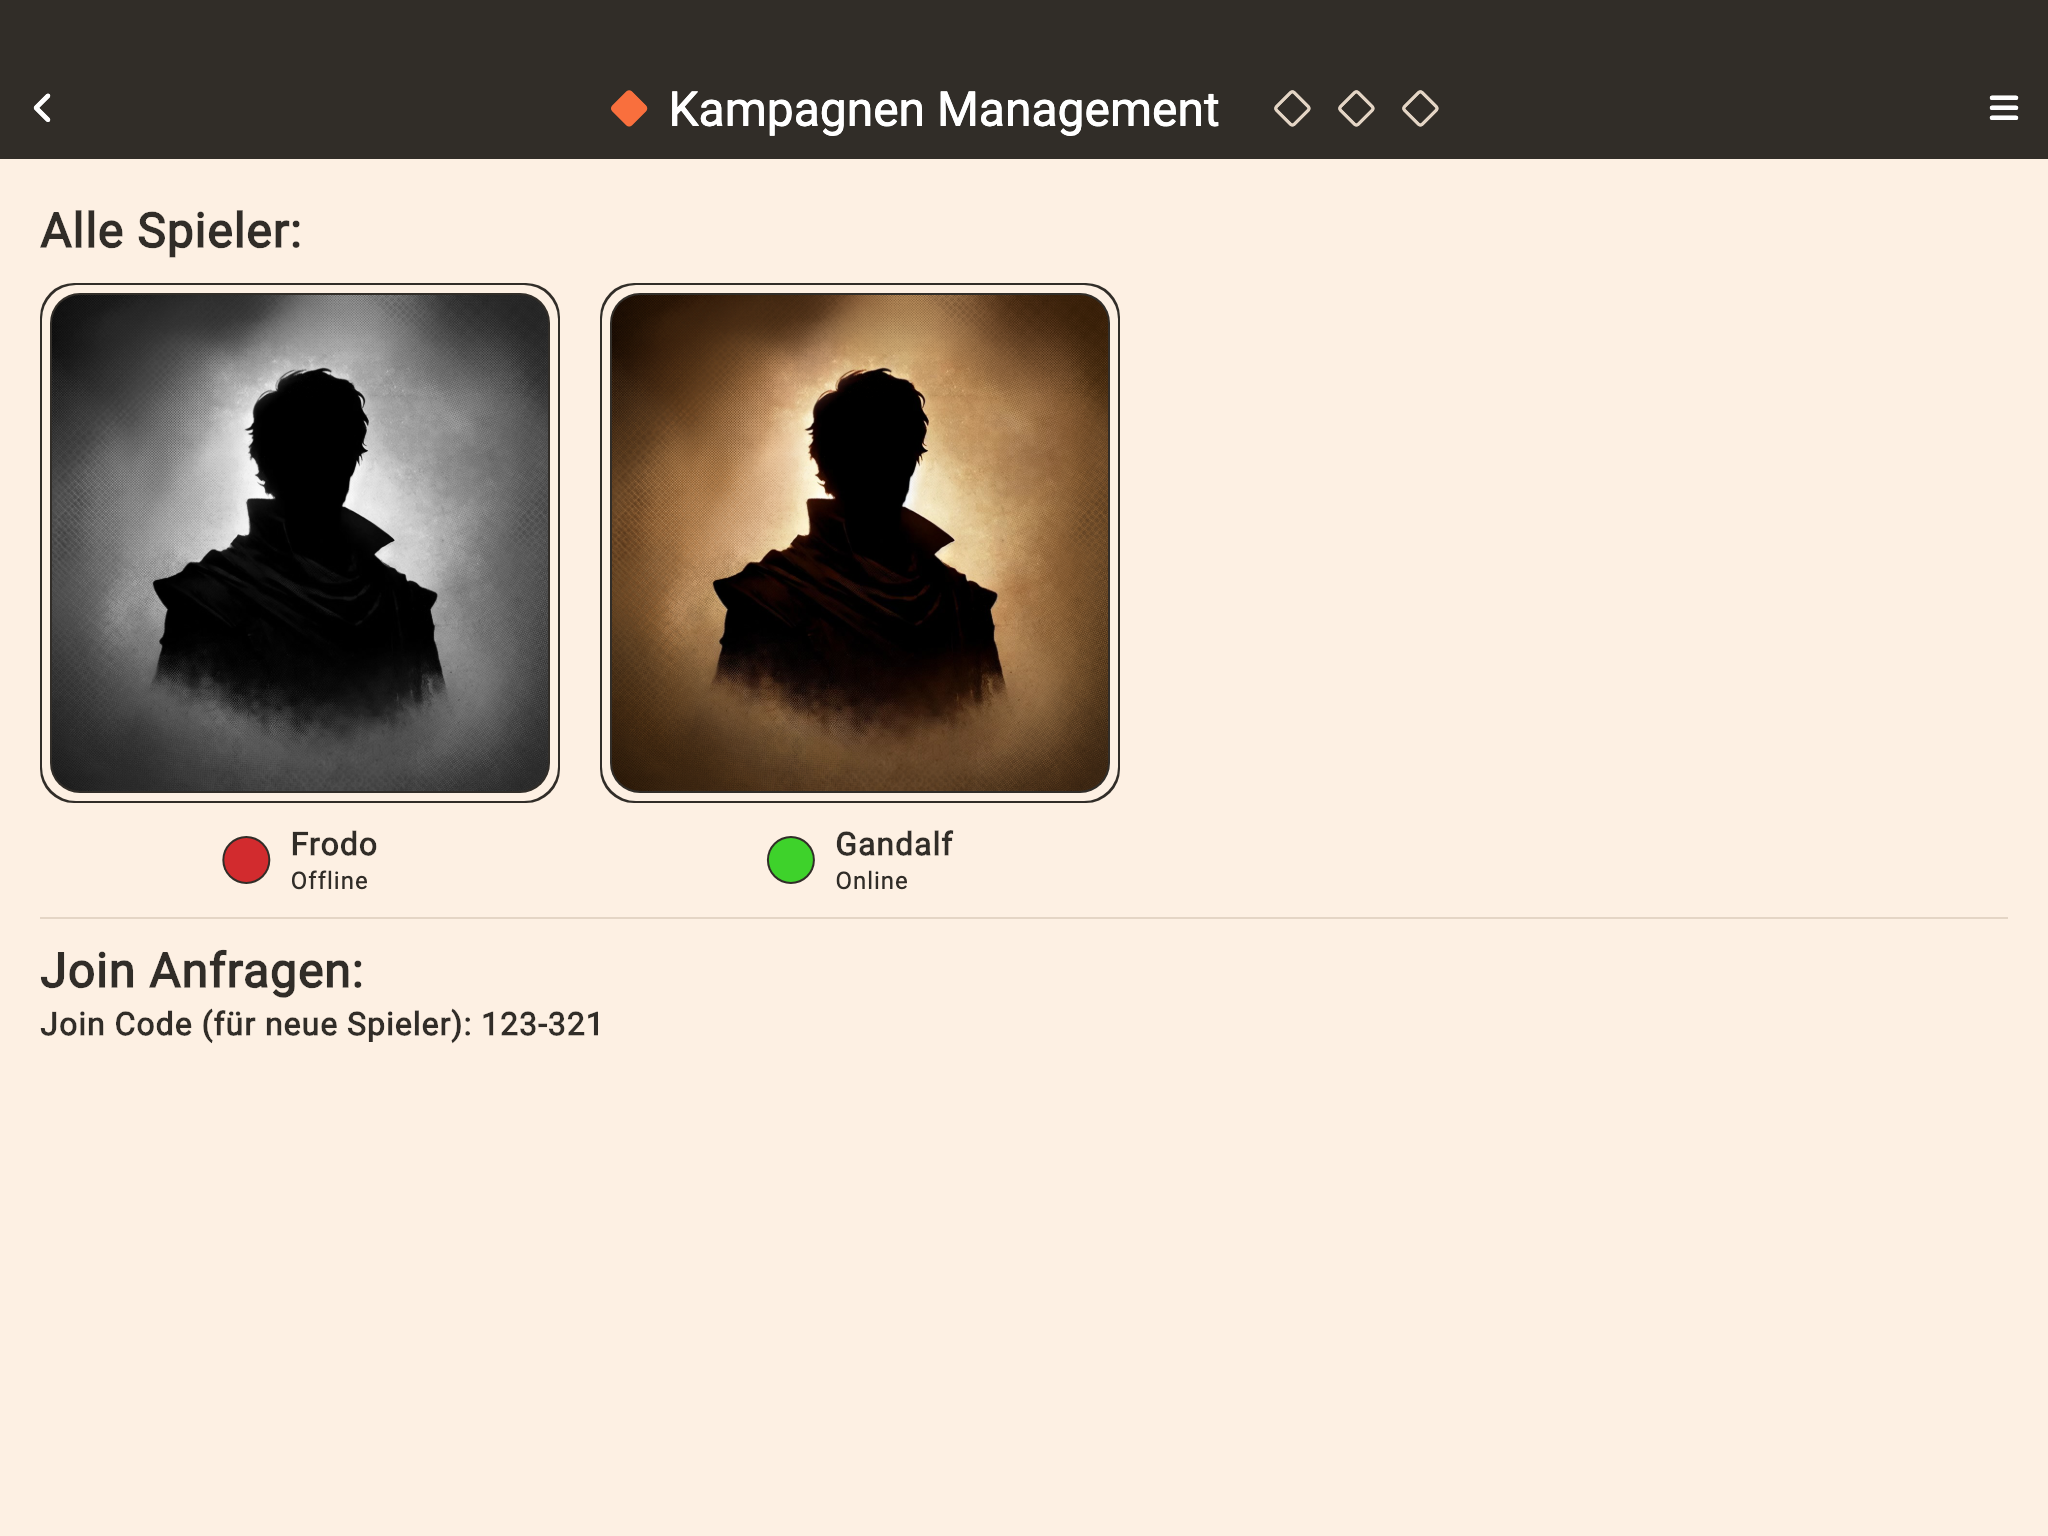 Kampagnen Management
Alle Spieler:
Frodo
Offline
Gandalf
Online
Join Anfragen:
Join Code (für neue Spieler): 123-321